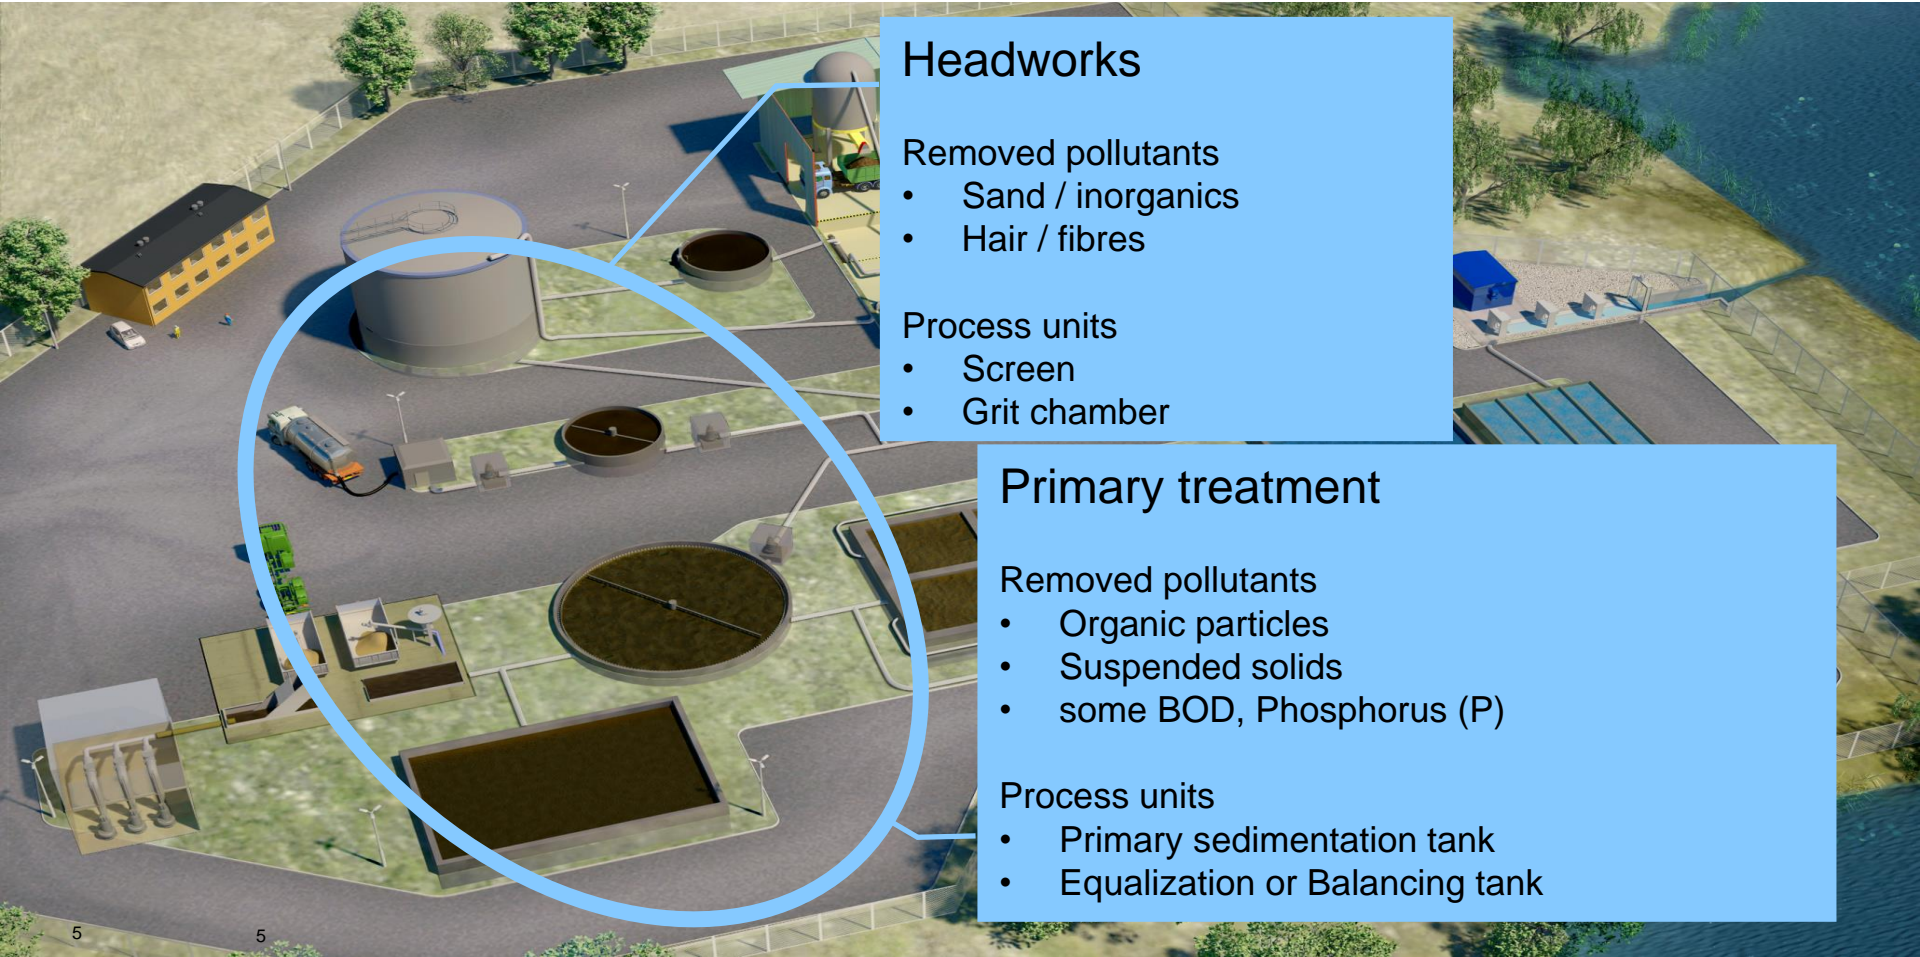 Headworks
Removed pollutants
• Sand / inorganics
• Hair / fibres
Process units
• Screen
• Grit chamber
Primary treatment
Removed pollutants
• Organic particles
• Suspended solids
• some BOD, Phosphorus (P)
Process units
• Primary sedimentation tank
• Equalization or Balancing tank
5
5